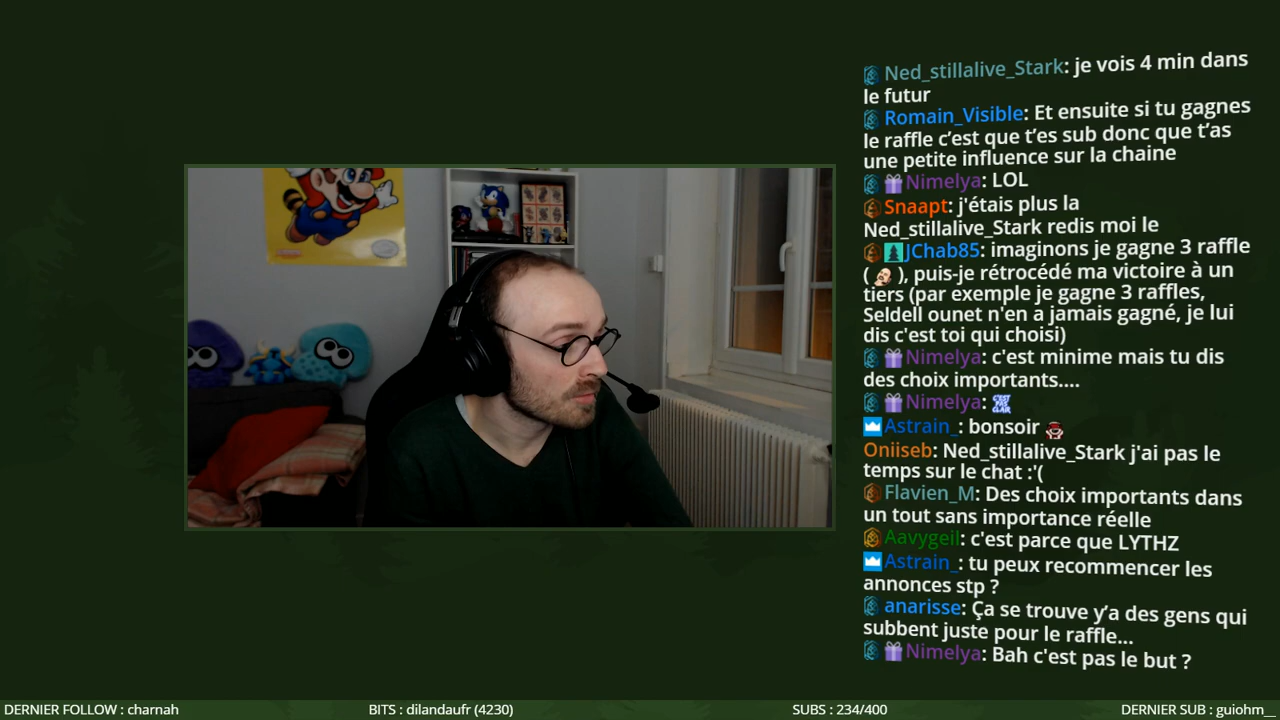 Ned_stillalive_Stark: je vois 4 min dans
le futur
Romain_Visible: Et ensuite si tu gagnes
le raffle c’est que t’es sub donc que t’as
une petite influence sur la chaine
Nimelya: LOL
Snaapt: j'étais plus la
Ned_stillalive_Stark redis moi le
JChab85: imaginons je gagne 3 raffle
( ), puis-je rétrocédé ma victoire à un
tiers (par exemple je gagne 3 raffles,
Seldell ounet n'en a jamais gagné, je lui
dis c'est toi qui choisi)
Nimelya: c'est minime mais tu dis
des choix importants....
Nimelya: C'EST PAS CLAIR
Astrain_: bonsoir
Oniiseb: Ned_stillalive_Stark j'ai pas le
temps sur le chat :'(
Flavien_M: Des choix importants dans
un tout sans importance réelle
Aavygeil: c'est parce que LYTHZ
Astrain_: tu peux recommencer les
annonces stp ?
anarisse: Ça se trouve y’a des gens qui
subbent juste pour le raffle...
Nimelya: Bah c'est pas le but ?
DERNIER FOLLOW : charnah
BITS : dilandaufr (4230)
SUBS : 234/400
DERNIER SUB : guiohm__